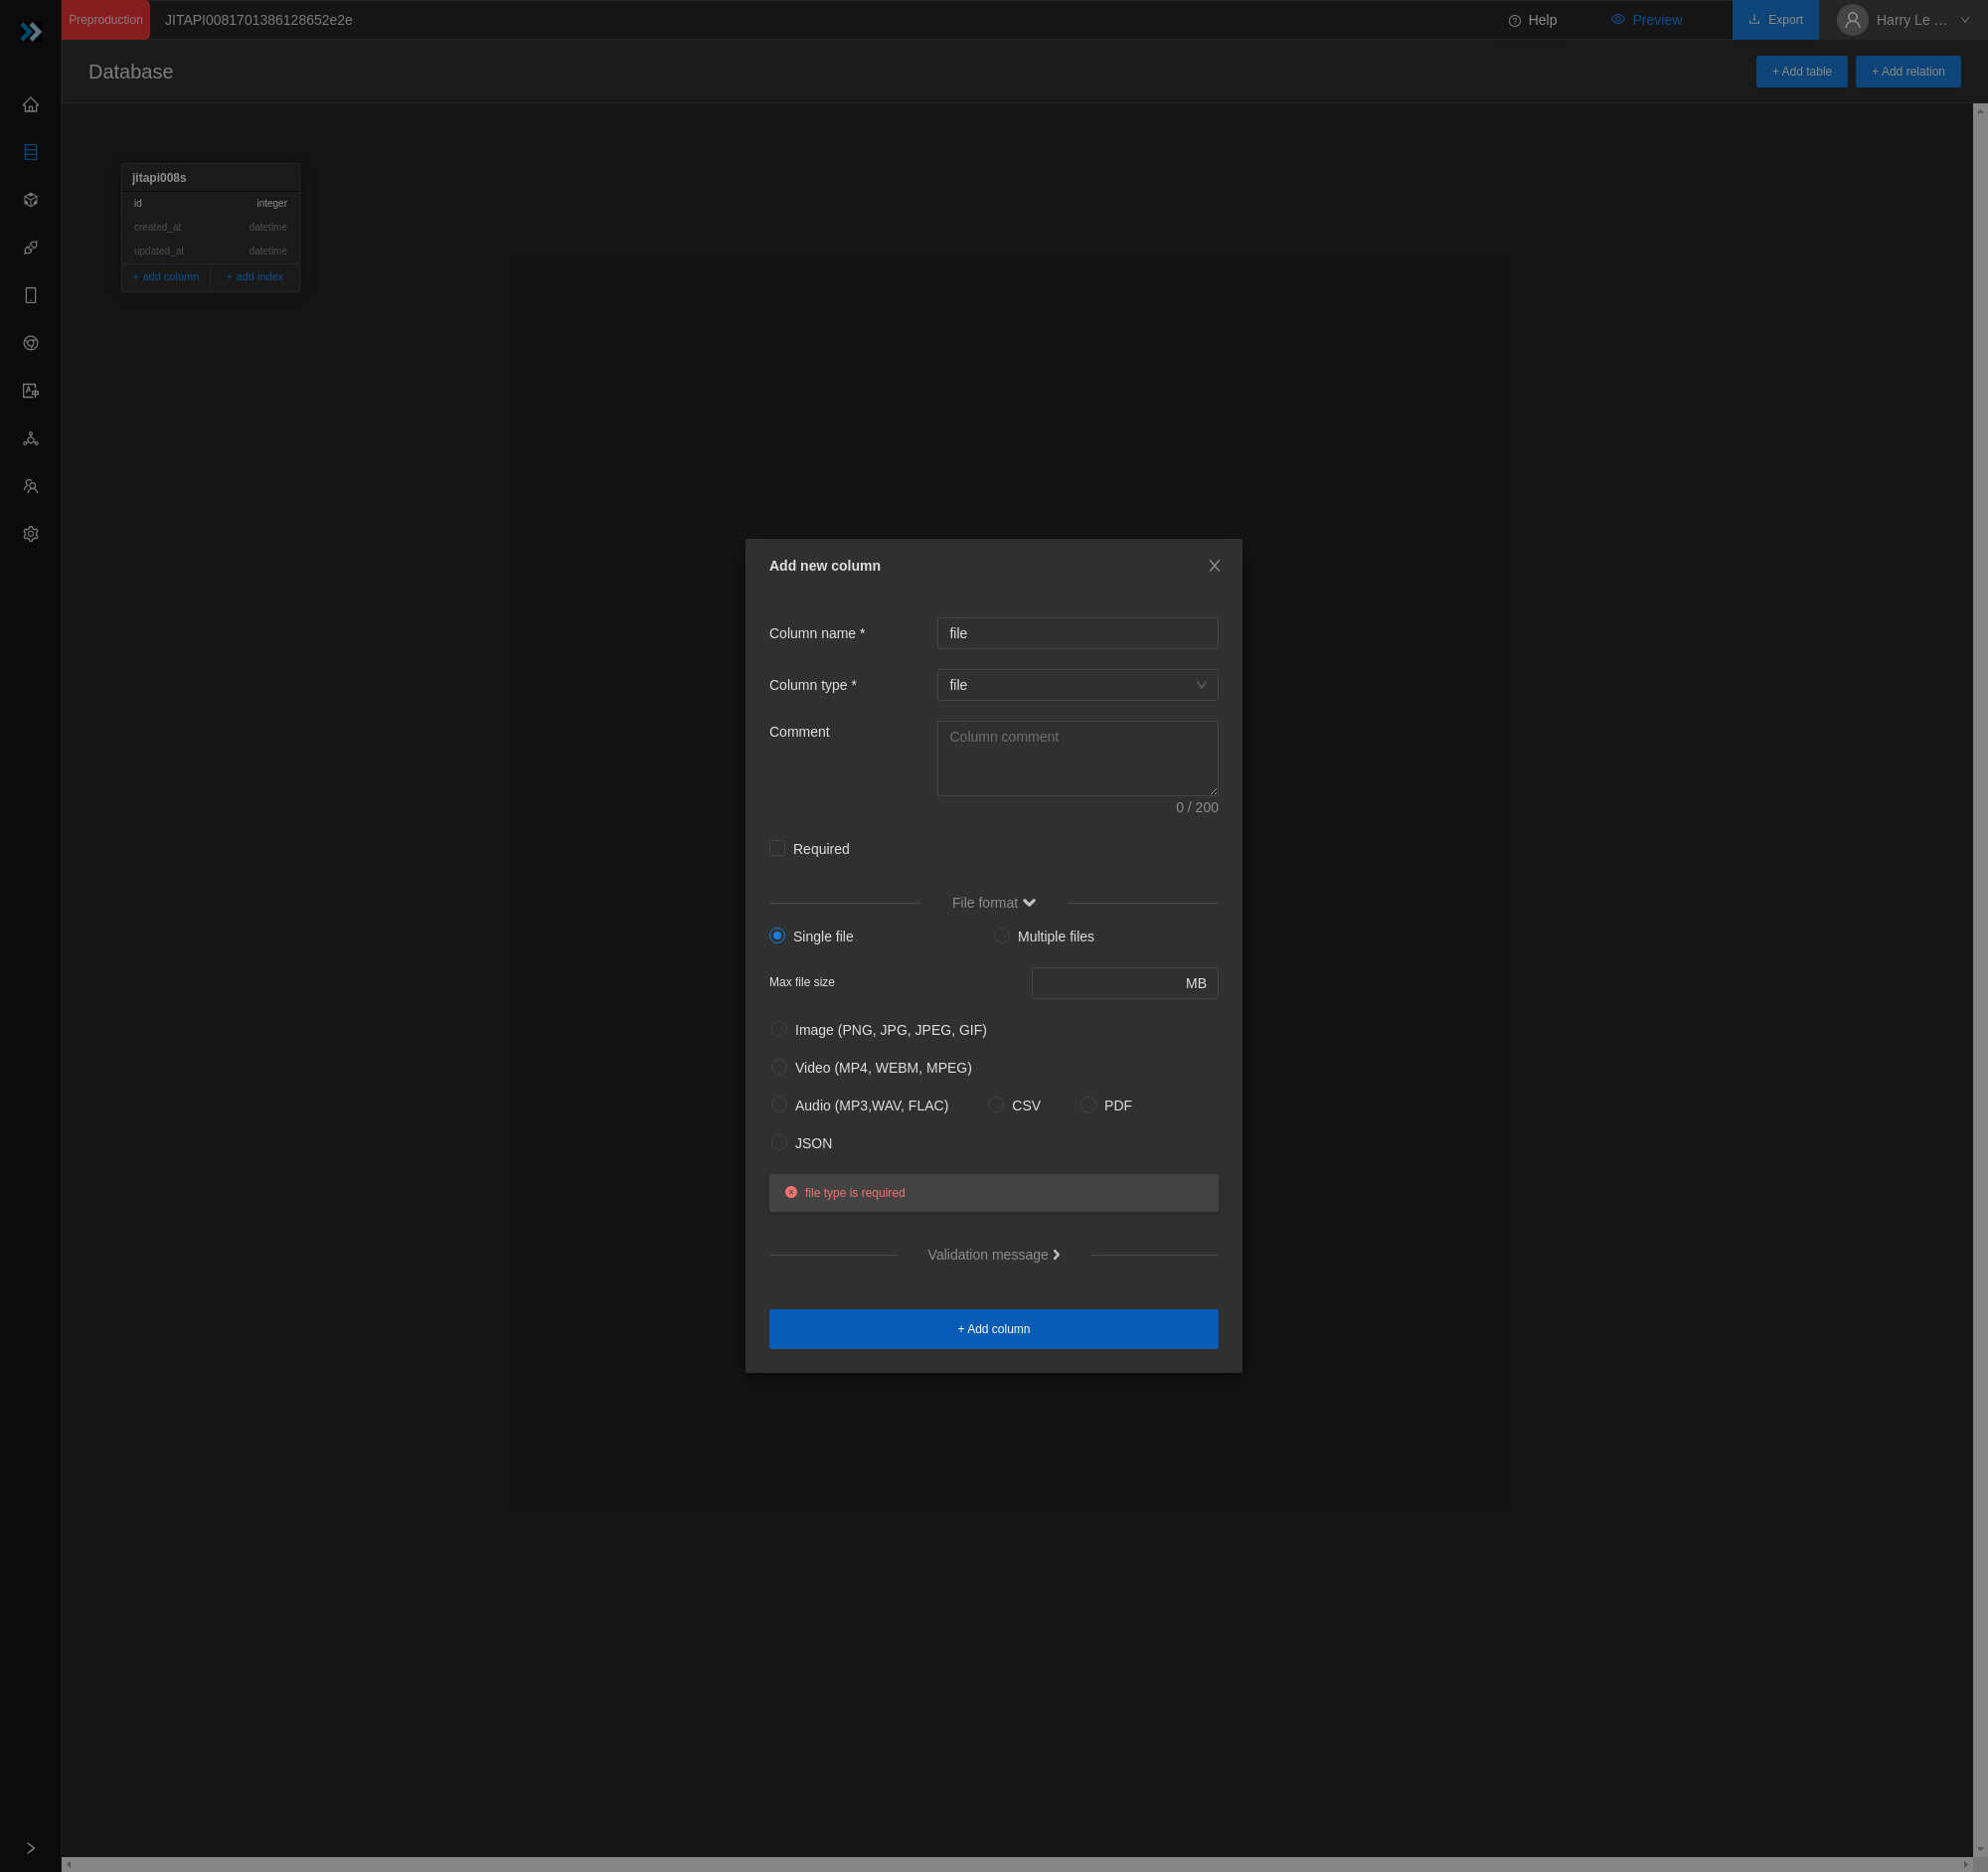 Preproduction JITAPI0081701386128652e2e Help Preview Export Harry Le ...
Database + Add table + Add relation
jitapi008s
id integer
created_at datetime
updated_at datetime
+ add column + add index
Add new column
Column name * file
Column type * file
Comment Column comment
0 / 200
Required
File format
Single file Multiple files
Max file size MB
Image (PNG, JPG, JPEG, GIF)
Video (MP4, WEBM, MPEG)
Audio (MP3,WAV, FLAC) CSV PDF
JSON
file type is required
Validation message
+ Add column